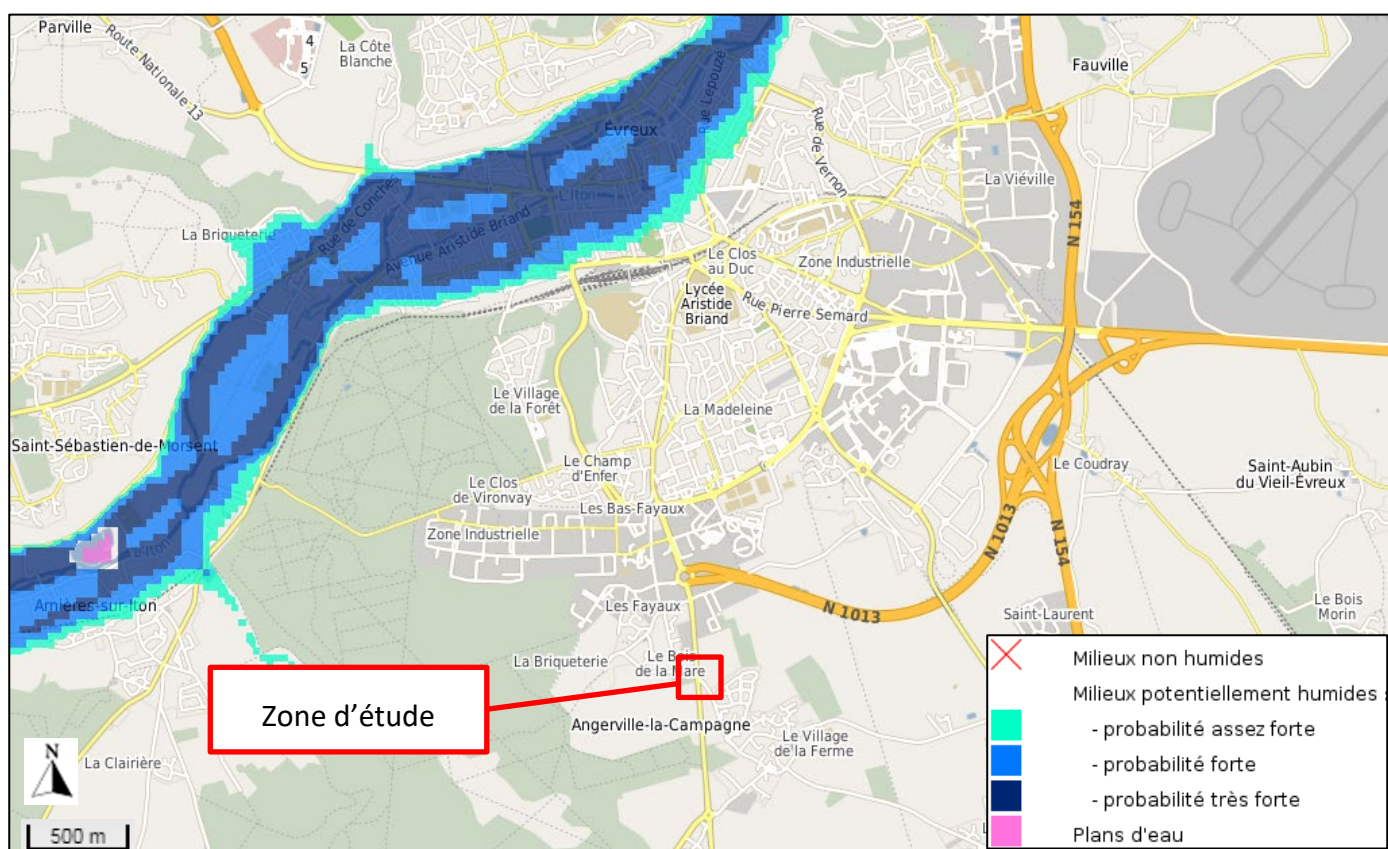 Parville
Route Nationale 13
4
5
La Côte
Blanche
Rue Lepouzé
Fauville
Évreux
Rue de Vernon
La Viéville
Rue de Conches
L'Iton
La Briqueterie
Avenue Aristide Briand
N 154
Le Clos
au Duc
Zone Industrielle
Lycée
Aristide
Briand
Rue Pierre Semard
Le Village
de la Forêt
La Madeleine
Saint-Sébastien-de-Morsent
Le Champ
d'Enfer
Le Coudray
Saint-Aubin
du Vieil-Évreux
Le Clos
de Vironvay
Les Bas-Fayaux
Zone Industrielle
N 1013
N 154
L'Iton
Arnières-sur-Iton
Les Fayaux
N 1013
Saint-Laurent
Le Bois
Morin
La Briqueterie
Le Bois
de la Mare
Zone d'étude
Angerville-la-Campagne
Le Village
de la Ferme
La Clairière
N
500 m
Milieux non humides
Milieux potentiellement humides s
- probabilité assez forte
- probabilité forte
- probabilité très forte
Plans d'eau